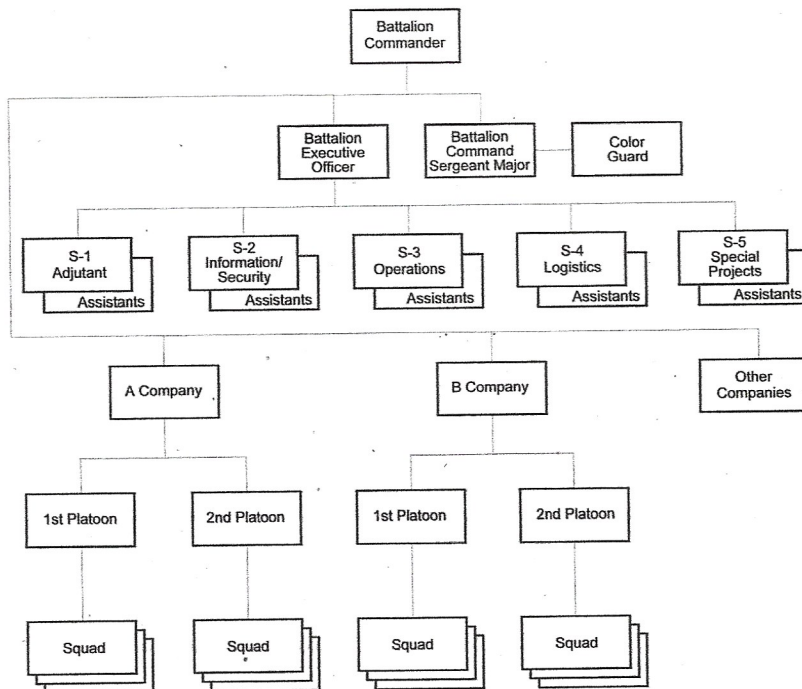 Battalion
Commander
Battalion
Executive
Officer
Battalion
Command
Sergeant Major
Color
Guard
S-1
Adjutant
Assistants
S-2
Information/
Security
Assistants
S-3
Operations
Assistants
S-4
Logistics
Assistants
S-5
Special
Projects
Assistants
A Company
B Company
Other
Companies
1st Platoon
2nd Platoon
1st Platoon
2nd Platoon
Squad
Squad
Squad
Squad